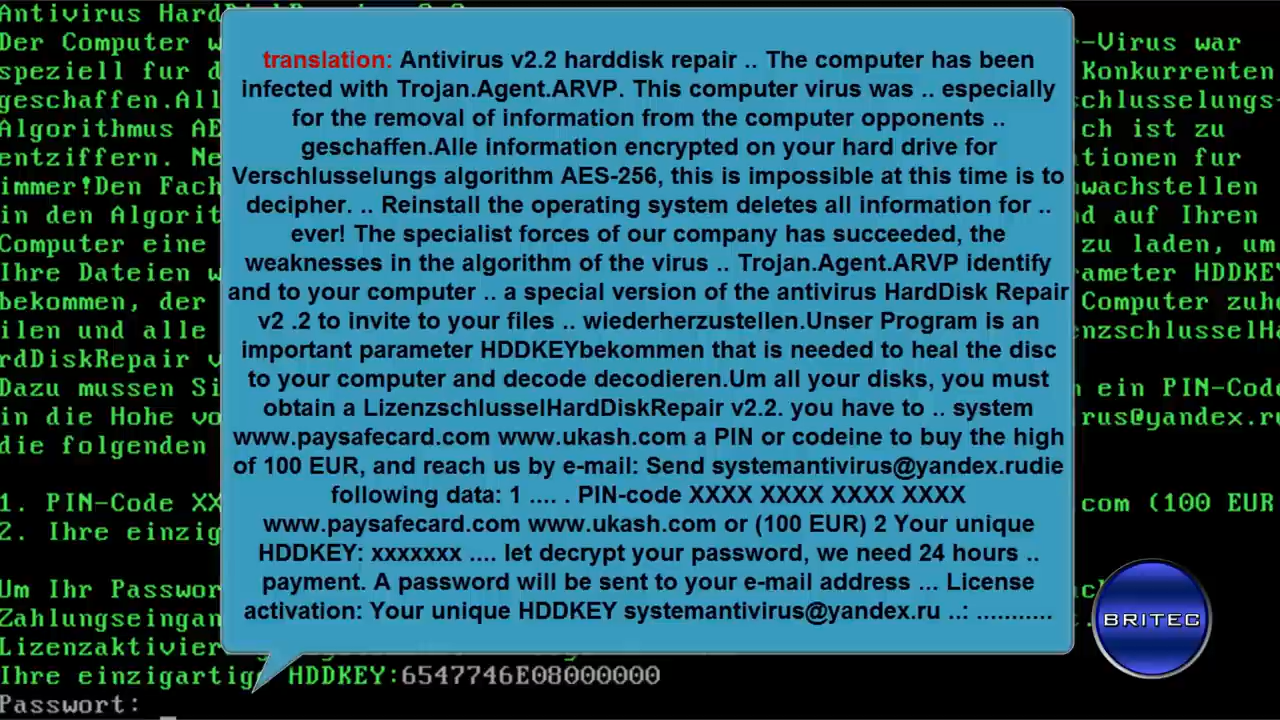 Antivirus HardDi
Der Computer w
speziell fur d
geschaffen.All
Algorithmus AE
entziffern. Ne
immer!Den Fach
in den Algorit
Computer eine
Ihre Dateien w
bekommen, der
ilen und alle
rdDiskRepair v
Dazu mussen Si
in die Hohe vo
die folgenden
1. PIN-Code XX
2. Ihre einzig
Um Ihr Passwor
Zahlungseingan
Lizenzaktivier
Ihre einzigartig HDDKEY:6547746E08000000
Passwort:
translation: Antivirus v2.2 harddisk repair .. The computer has been
infected with Trojan.Agent.ARVP. This computer virus was .. especially
for the removal of information from the computer opponents ..
geschaffen.Alle information encrypted on your hard drive for
Verschlusselungs algorithm AES-256, this is impossible at this time is to
decipher. .. Reinstall the operating system deletes all information for ..
ever! The specialist forces of our company has succeeded, the
weaknesses in the algorithm of the virus .. Trojan.Agent.ARVP identify
and to your computer .. a special version of the antivirus HardDisk Repair
v2 .2 to invite to your files .. wiederherzustellen.Unser Program is an
important parameter HDDKEYbekommen that is needed to heal the disc
to your computer and decode decodieren.Um all your disks, you must
obtain a LizenzschlusselHardDiskRepair v2.2. you have to .. system
www.paysafecard.com www.ukash.com a PIN or codeine to buy the high
of 100 EUR, and reach us by e-mail: Send systemantivirus@yandex.rudie
following data: 1 .... . PIN-code XXXX XXXX XXXX XXXX
www.paysafecard.com www.ukash.com or (100 EUR) 2 Your unique
HDDKEY: xxxxxxx .... let decrypt your password, we need 24 hours ..
payment. A password will be sent to your e-mail address ... License
activation: Your unique HDDKEY systemantivirus@yandex.ru ..: ...........
-Virus war
Konkurrenten
schlusselungs-
ch ist zu
tionen fur
wachstellen
nd auf Ihren
zu laden, um
rameter HDDKEY
Computer zuhe
enzschlusselHa
n ein PIN-Code
rus@yandex.ru
com (100 EUR
BRITEC